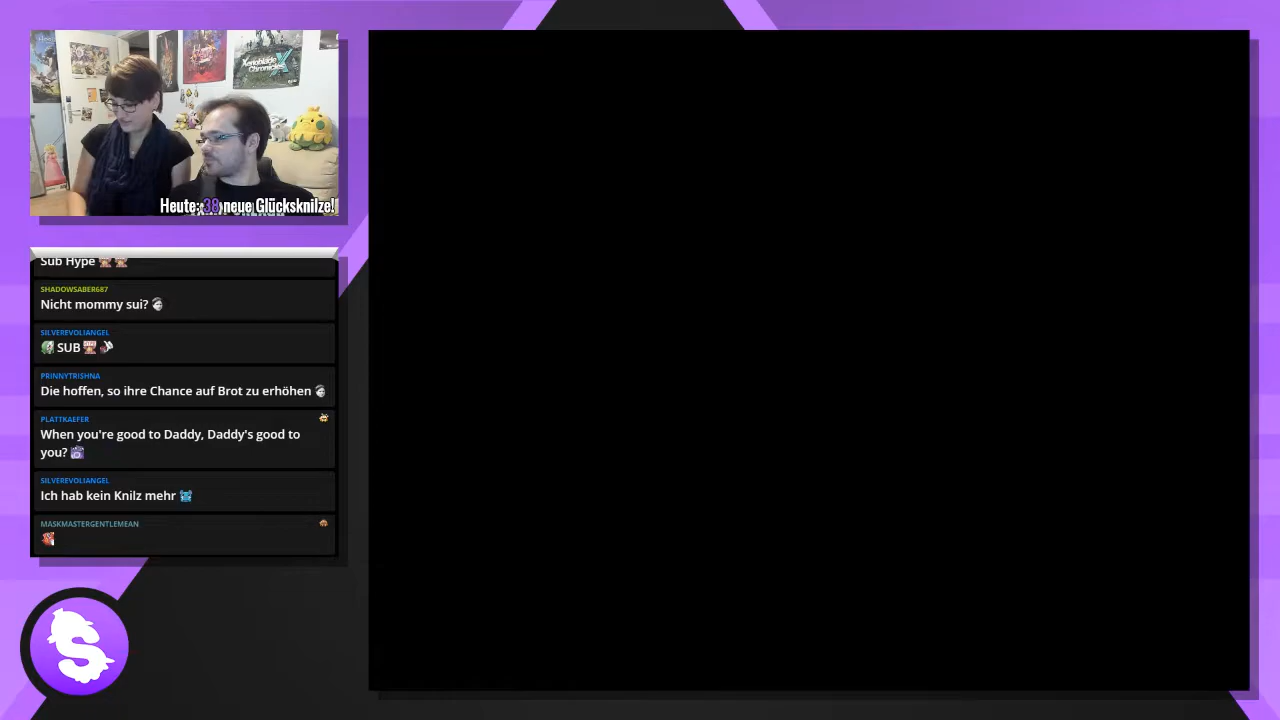 Xenoblade
Chronicles
X
Heute: 38 neue Glücksknilze!
Sub Hype
SHADOWSABER687
Nicht mommy sui?
SILVEREVOLIANGEL
SUB
PRINNYTRISHNA
Die hoffen, so ihre Chance auf Brot zu erhöhen
PLATTKAEFER
When you're good to Daddy, Daddy's good to
you?
SILVEREVOLIANGEL
Ich hab kein Knilz mehr
MASKMASTERGENTLEMEAN
S